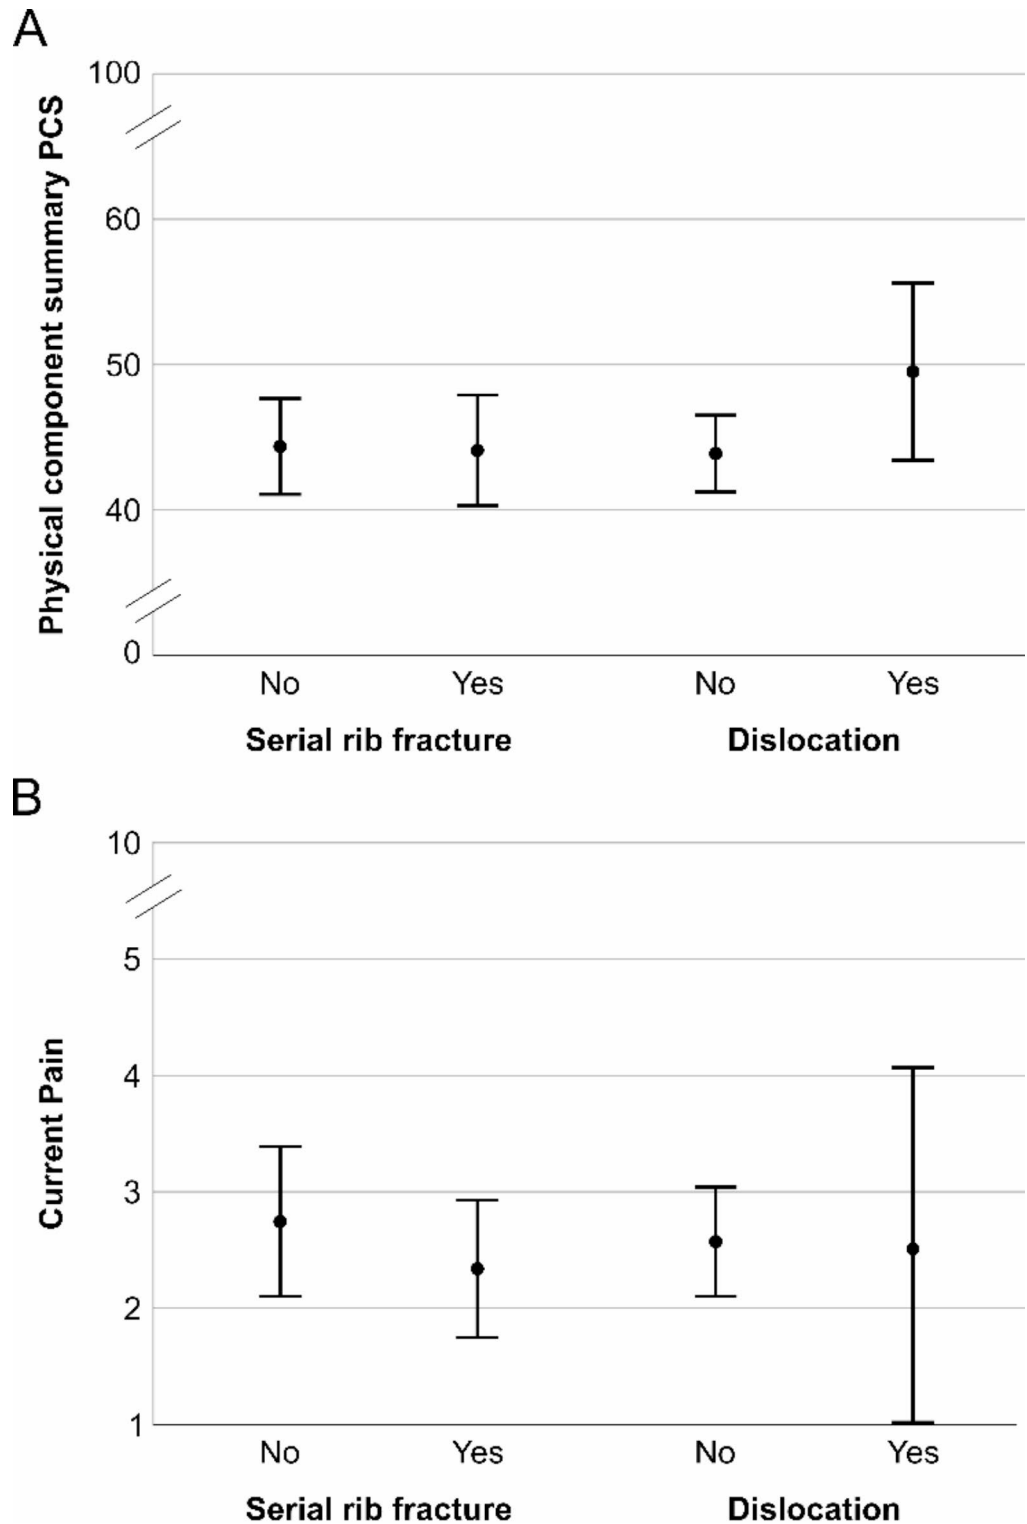 A
100
60
50
40
0
Physical component summary PCS
No Yes No Yes
Serial rib fracture Dislocation
B
10
5
4
3
2
1
Current Pain
No Yes No Yes
Serial rib fracture Dislocation